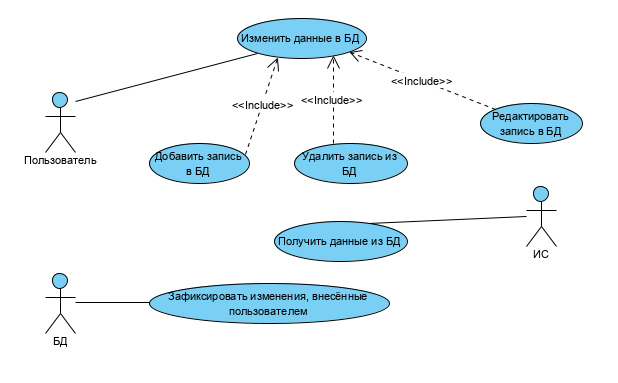 Изменить данные в БД
<<Include>>
<<Include>>
<<Include>>
Редактировать
запись в БД
Пользователь
Добавить запись
в БД
Удалить запись из
БД
Получить данные из БД
ИС
Зафиксировать изменения, внесённые
пользователем
БД